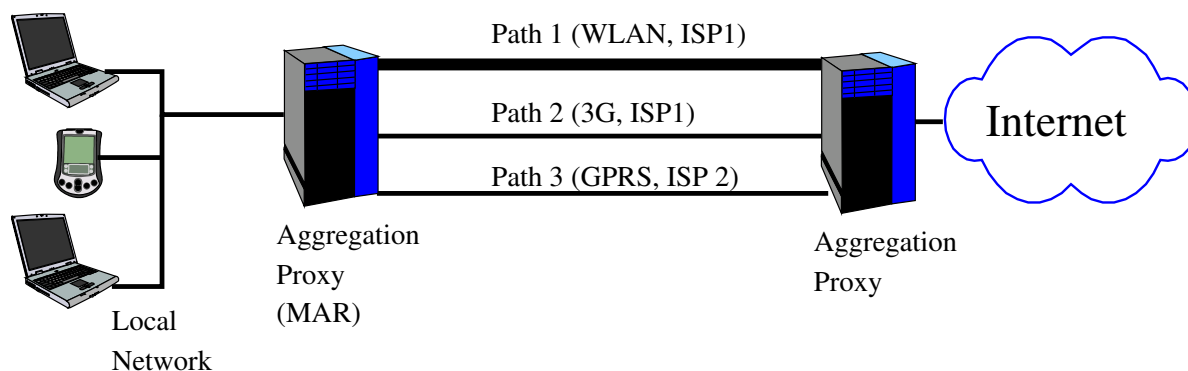 Path 1 (WLAN, ISP1)
Path 2 (3G, ISP1)
Path 3 (GPRS, ISP 2)
Internet
Aggregation
Proxy
(MAR)
Aggregation
Proxy
Local
Network